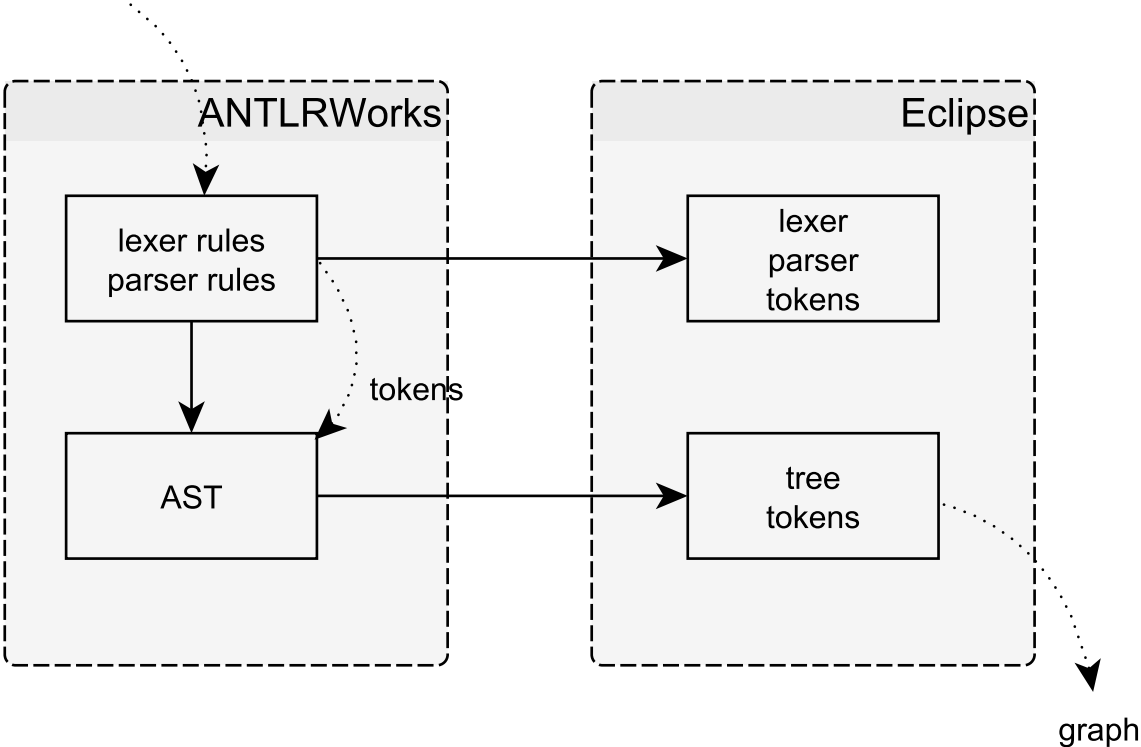 ANTLRWorks
lexer rules
parser rules
tokens
AST
Eclipse
lexer
parser
tokens
tree
tokens
graph